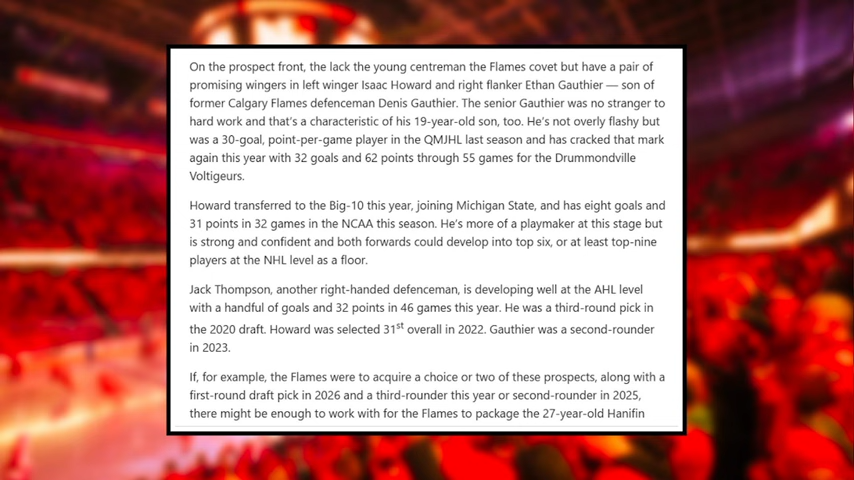 On the prospect front, the lack the young centreman the Flames covet but have a pair of
promising wingers in left winger Isaac Howard and right flanker Ethan Gauthier — son of
former Calgary Flames defenceman Denis Gauthier. The senior Gauthier was no stranger to
hard work and that's a characteristic of his 19-year-old son, too. He's not overly flashy but
was a 30-goal, point-per-game player in the QMJHL last season and has cracked that mark
again this year with 32 goals and 62 points through 55 games for the Drummondville
Voltigeurs.
Howard transferred to the Big-10 this year, joining Michigan State, and has eight goals and
31 points in 32 games in the NCAA this season. He's more of a playmaker at this stage but
is strong and confident and both forwards could develop into top six, or at least top-nine
players at the NHL level as a floor.
Jack Thompson, another right-handed defenceman, is developing well at the AHL level
with a handful of goals and 32 points in 46 games this year. He was a third-round pick in
the 2020 draft. Howard was selected 31st overall in 2022. Gauthier was a second-rounder
in 2023.
If, for example, the Flames were to acquire a choice or two of these prospects, along with a
first-round draft pick in 2026 and a third-rounder this year or second-rounder in 2025,
there might be enough to work with for the Flames to package the 27-year-old Hanifin